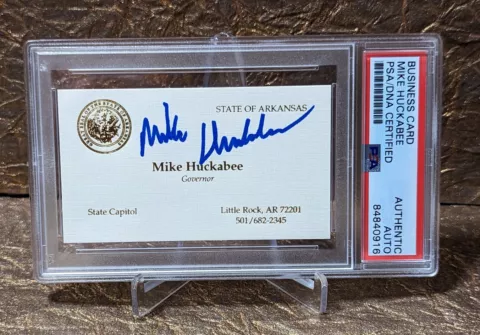 STATE OF ARKANSAS
Mike Huckabee
Mike Huckabee
Governor
State Capitol
Little Rock, AR 72201
501/682-2345
BUSINESS CARD
MIKE HUCKABEE
PSA/DNA CERTIFIED
PSA
AUTHENTIC
AUTO
84840916